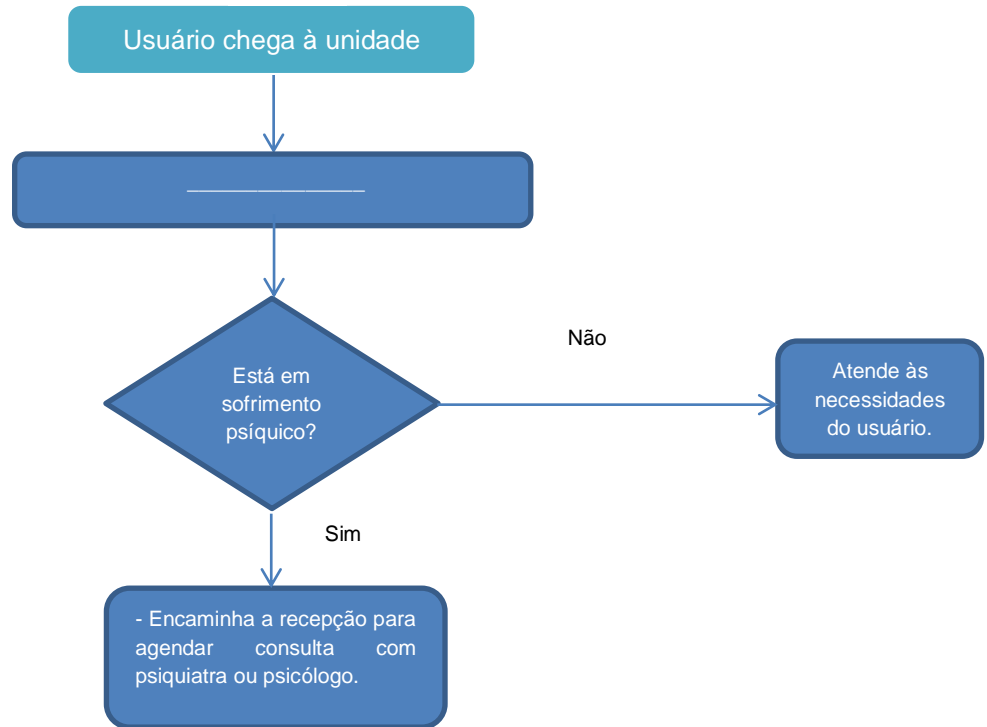 Usuário chega à unidade
_______________
Está em
sofrimento
psíquico?
Não
Atende às
necessidades
do usuário.
Sim
- Encaminha a recepção para
agendar consulta com
psiquiatra ou psicólogo.